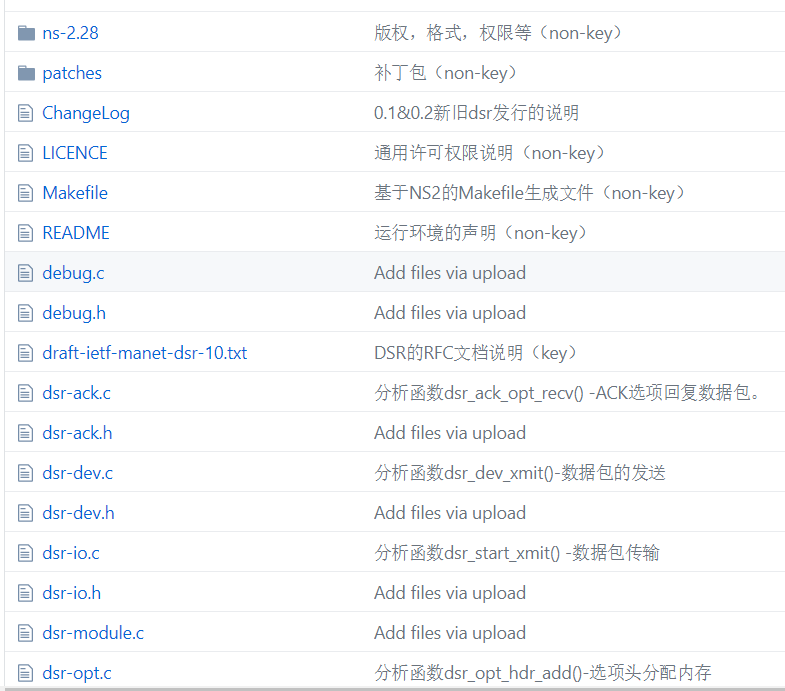 ns-2.28 版权，格式，权限等（non-key）
patches 补丁包（non-key）
ChangeLog 0.1&0.2新旧dsr发行的说明
LICENCE 通用许可权限说明（non-key）
Makefile 基于NS2的Makefile生成文件（non-key）
README 运行环境的声明（non-key）
debug.c Add files via upload
debug.h Add files via upload
draft-ietf-manet-dsr-10.txt DSR的RFC文档说明（key）
dsr-ack.c 分析函数dsr_ack_opt_recv() -ACK选项回复数据包。
dsr-ack.h Add files via upload
dsr-dev.c 分析函数dsr_dev_xmit()-数据包的发送
dsr-dev.h Add files via upload
dsr-io.c 分析函数dsr_start_xmit() -数据包传输
dsr-io.h Add files via upload
dsr-module.c Add files via upload
dsr-opt.c 分析函数dsr_opt_hdr_add()-选项头分配内存